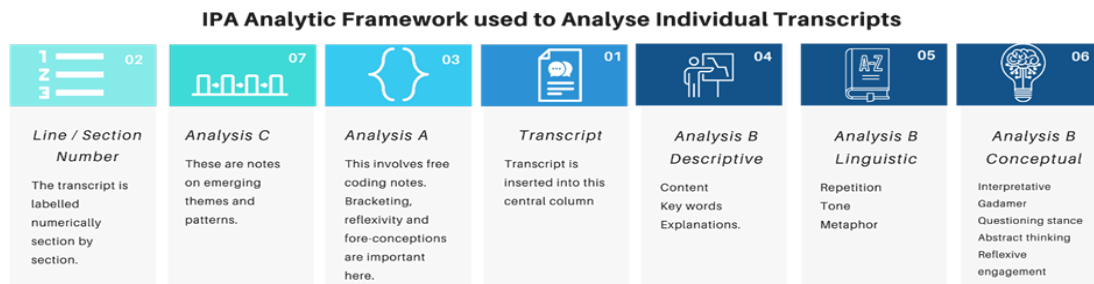 IPA Analytic Framework used to Analyse Individual Transcripts
02
1
2
3
Line / Section
Number
The transcript is
labelled
numerically
section by
section.
07
Analysis C
These are notes
on emerging
themes and
patterns.
03
Analysis A
This involves free
coding notes.
Bracketing,
reflexivity and
fore-conceptions
are important
here.
01
Transcript
Transcript is
inserted into this
central column
04
Analysis B
Descriptive
Content
Key words
Explanations.
05
A-Z
Analysis B
Linguistic
Repetition
Tone
Metaphor
06
Analysis B
Conceptual
Interpretative
Gadamer
Questioning stance
Abstract thinking
Reflexive
engagement